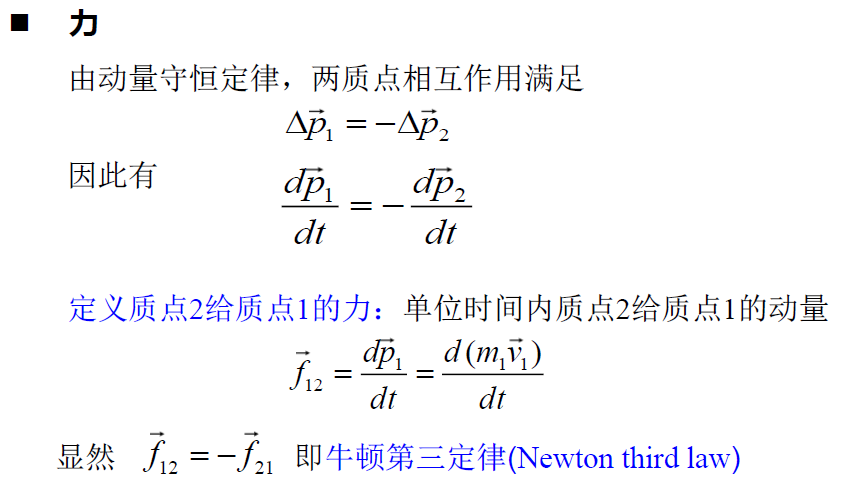 ■ 力
由动量守恒定律，两质点相互作用满足
$\Delta \vec{p}_1 = -\Delta \vec{p}_2$
因此有
$\frac{d\vec{p}_1}{dt} = -\frac{d\vec{p}_2}{dt}$
定义质点2给质点1的力：单位时间内质点2给质点1的动量
$\vec{f}_{12} = \frac{d\vec{p}_1}{dt} = \frac{d(m_1\vec{v}_1)}{dt}$
显然 $\vec{f}_{12} = -\vec{f}_{21}$ 即牛顿第三定律(Newton third law)